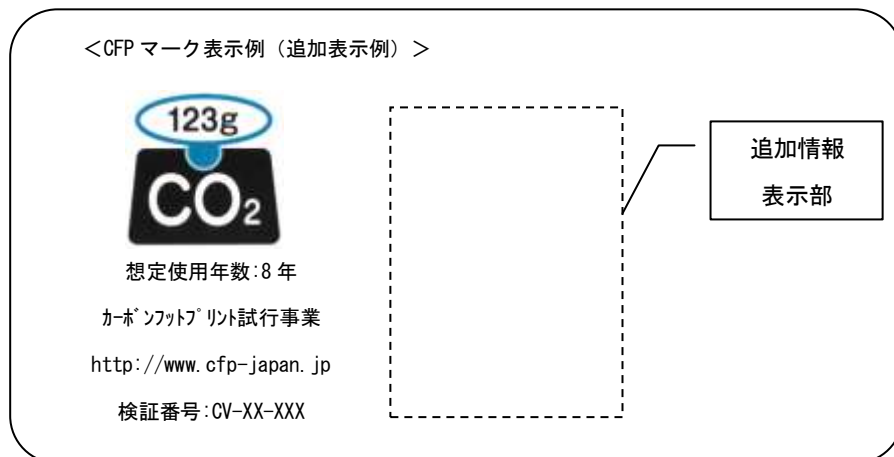 ＜CFP マーク表示例（追加表示例）＞
123g
CO₂
想定使用年数:8 年
ｶｰﾎﾞﾝﾌｯﾄﾌﾟﾘﾝﾄ試行事業
http://www.cfp-japan.jp
検証番号:CV-XX-XXX
追加情報
表示部